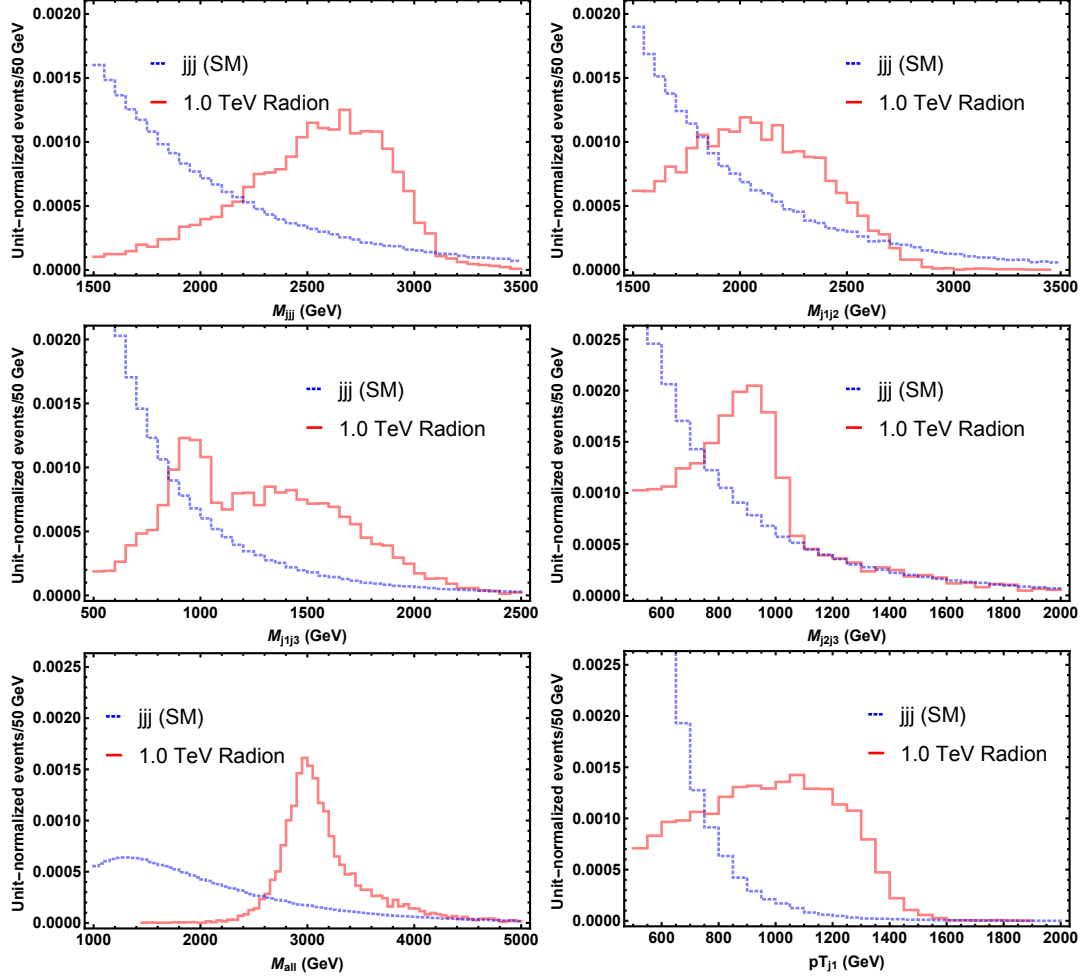 Unit-normalized events/50 GeV
0.0020
0.0015
0.0010
0.0005
0.0000
jjj (SM)
1.0 TeV Radion
1500 2000 2500 3000 3500
Mjjj (GeV)
Unit-normalized events/50 GeV
0.0020
0.0015
0.0010
0.0005
0.0000
jjj (SM)
1.0 TeV Radion
1500 2000 2500 3000 3500
Mj1j2 (GeV)
Unit-normalized events/50 GeV
0.0020
0.0015
0.0010
0.0005
0.0000
jjj (SM)
1.0 TeV Radion
500 1000 1500 2000 2500
Mj1j3 (GeV)
Unit-normalized events/50 GeV
0.0025
0.0020
0.0015
0.0010
0.0005
0.0000
jjj (SM)
1.0 TeV Radion
600 800 1000 1200 1400 1600 1800 2000
Mj2j3 (GeV)
Unit-normalized events/50 GeV
0.0025
0.0020
0.0015
0.0010
0.0005
0.0000
jjj (SM)
1.0 TeV Radion
1000 2000 3000 4000 5000
Mall (GeV)
Unit-normalized events/50 GeV
0.0025
0.0020
0.0015
0.0010
0.0005
0.0000
jjj (SM)
1.0 TeV Radion
600 800 1000 1200 1400 1600 1800 2000
pTj1 (GeV)